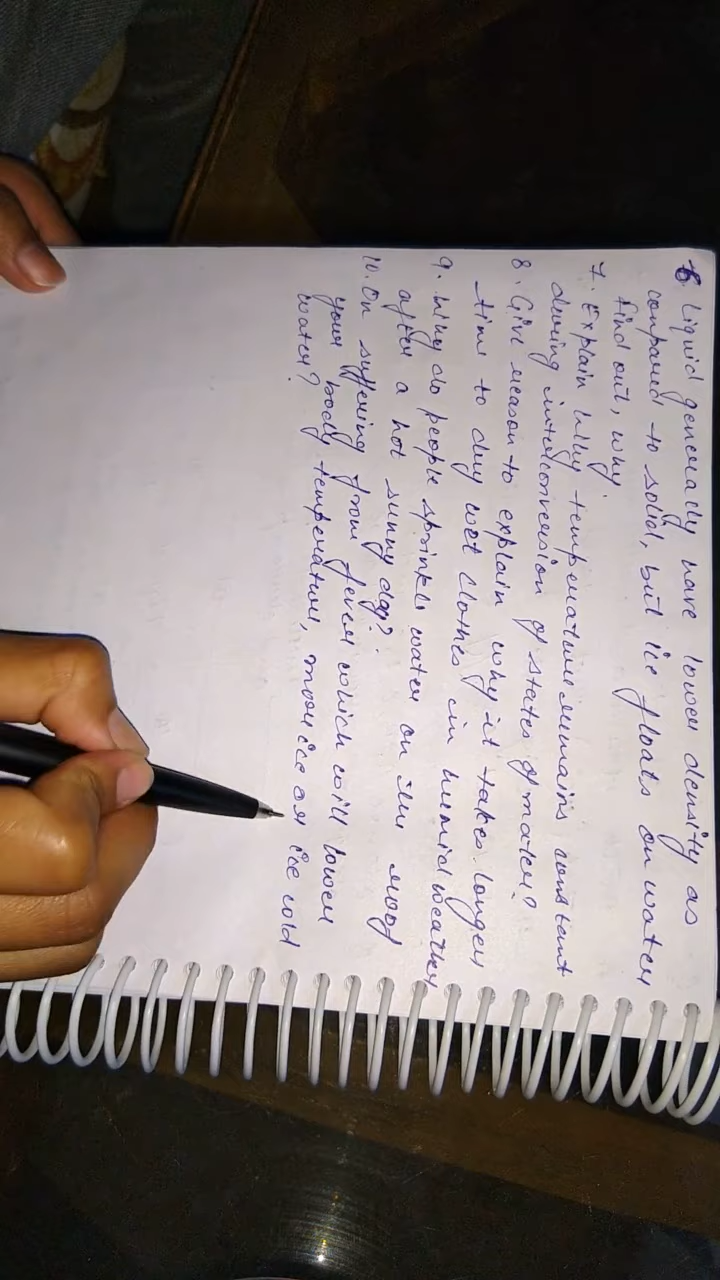 6. Liquid generally have lower density as
compared to solid, but ice floats on water
find out, why.
7. Explain why temperature remains constant
during interconversion of states of matter?
8. Give reason to explain why it takes longer
time to dry wet clothes in humid weather
9. Why do people sprinkle water on the roof
after a hot sunny day?
10. On suffering from fever which will lower
your body temperature, more ice or ice cold
water?